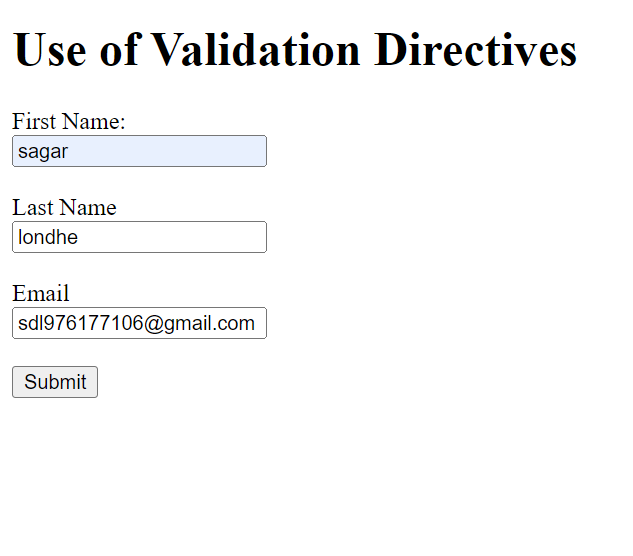 Use of Validation Directives
First Name:
sagar
Last Name
londhe
Email
sdl976177106@gmail.com
Submit